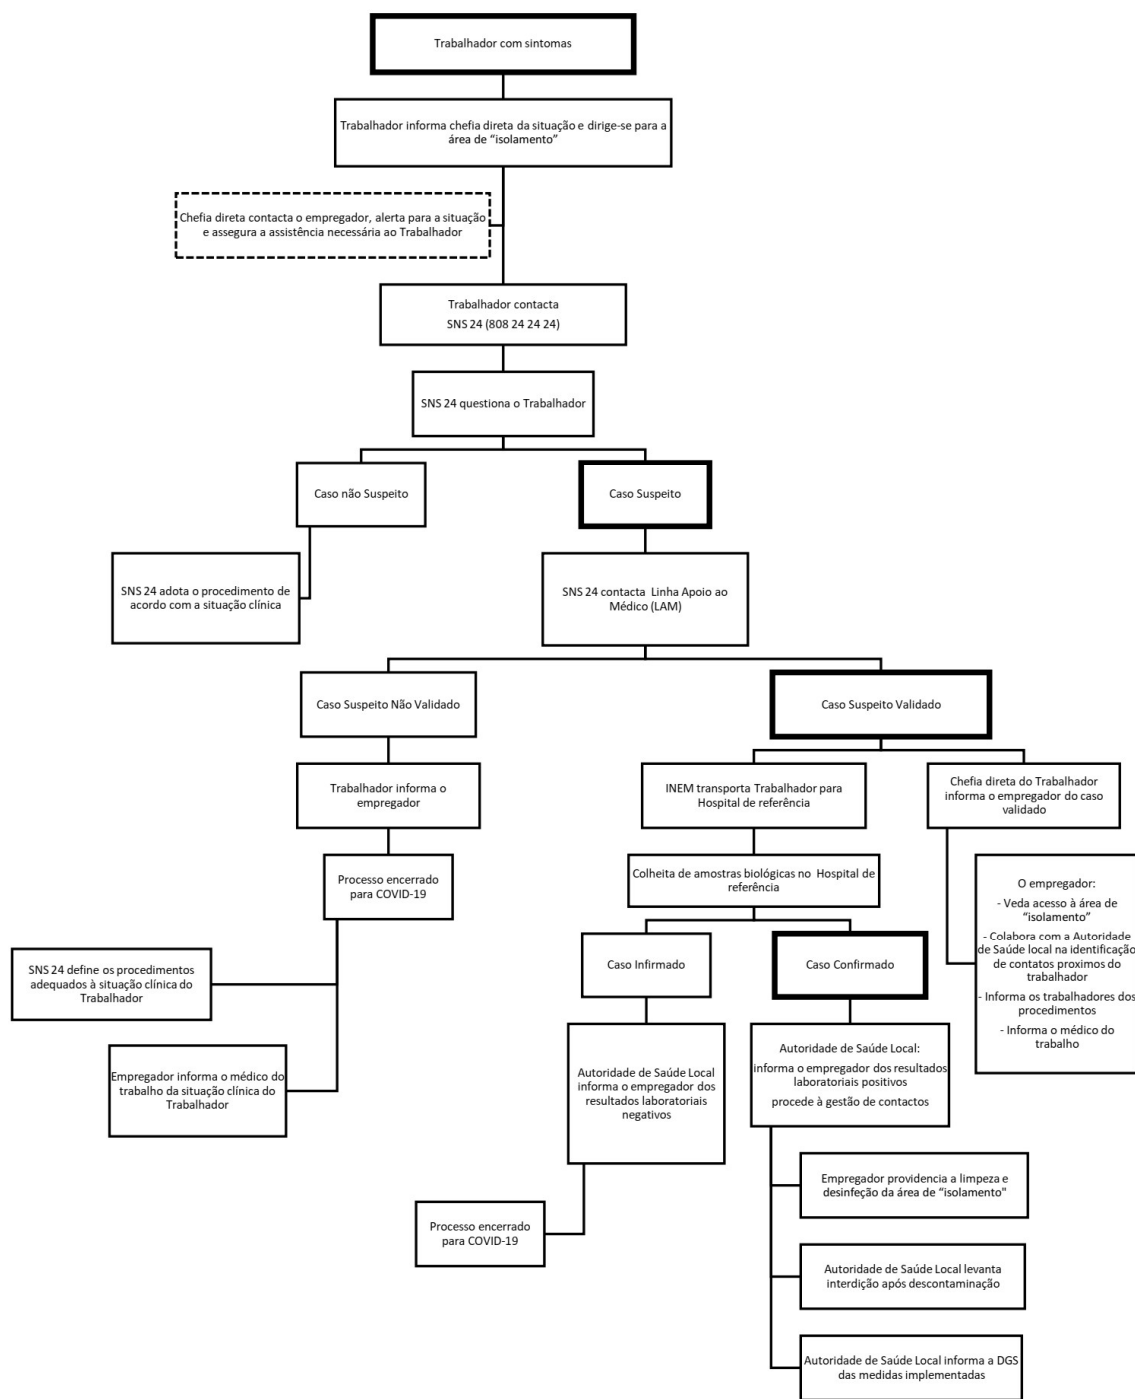 Trabalhador com sintomas
Trabalhador informa chefia direta da situação e dirige-se para a
área de “isolamento”
Chefia direta contacta o empregador, alerta para a situação
e assegura a assistência necessária ao Trabalhador
Trabalhador contacta
SNS 24 (808 24 24 24)
SNS 24 questiona o Trabalhador
Caso não Suspeito
Caso Suspeito
SNS 24 adota o procedimento de
acordo com a situação clínica
SNS 24 contacta Linha Apoio ao
Médico (LAM)
Caso Suspeito Não Validado
Caso Suspeito Validado
Trabalhador informa o
empregador
INEM transporta Trabalhador para
Hospital de referência
Chefia direta do Trabalhador
informa o empregador do caso
validado
Processo encerrado
para COVID-19
Colheita de amostras biológicas no Hospital de
referência
O empregador:
- Veda acesso à área de
“isolamento”
- Colabora com a Autoridade
de Saúde local na identificação
de contatos proximos do
trabalhador
- Informa os trabalhadores dos
procedimentos
- Informa o médico do
trabalho
SNS 24 define os procedimentos
adequados à situação clínica do
Trabalhador
Caso Infirmado
Caso Confirmado
Empregador informa o médico do
trabalho da situação clínica do
Trabalhador
Autoridade de Saúde Local
informa o empregador dos
resultados laboratoriais
negativos
Autoridade de Saúde Local:
informa o empregador dos resultados
laboratoriais positivos
procede à gestão de contactos
Processo encerrado
para COVID-19
Empregador providencia a limpeza e
desinfeção da área de “isolamento"
Autoridade de Saúde Local levanta
interdição após descontaminação
Autoridade de Saúde Local informa a DGS
das medidas implementadas